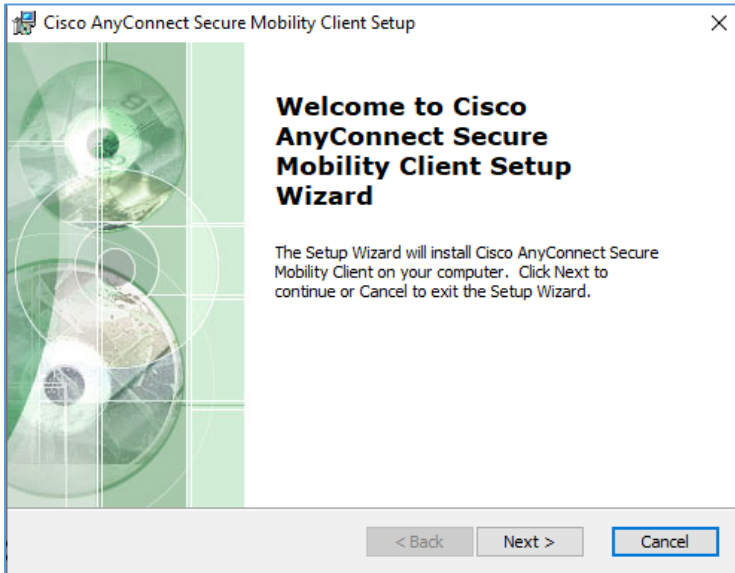 Cisco AnyConnect Secure Mobility Client Setup
Welcome to Cisco
AnyConnect Secure
Mobility Client Setup
Wizard
The Setup Wizard will install Cisco AnyConnect Secure
Mobility Client on your computer.  Click Next to
continue or Cancel to exit the Setup Wizard.
< Back
Next >
Cancel